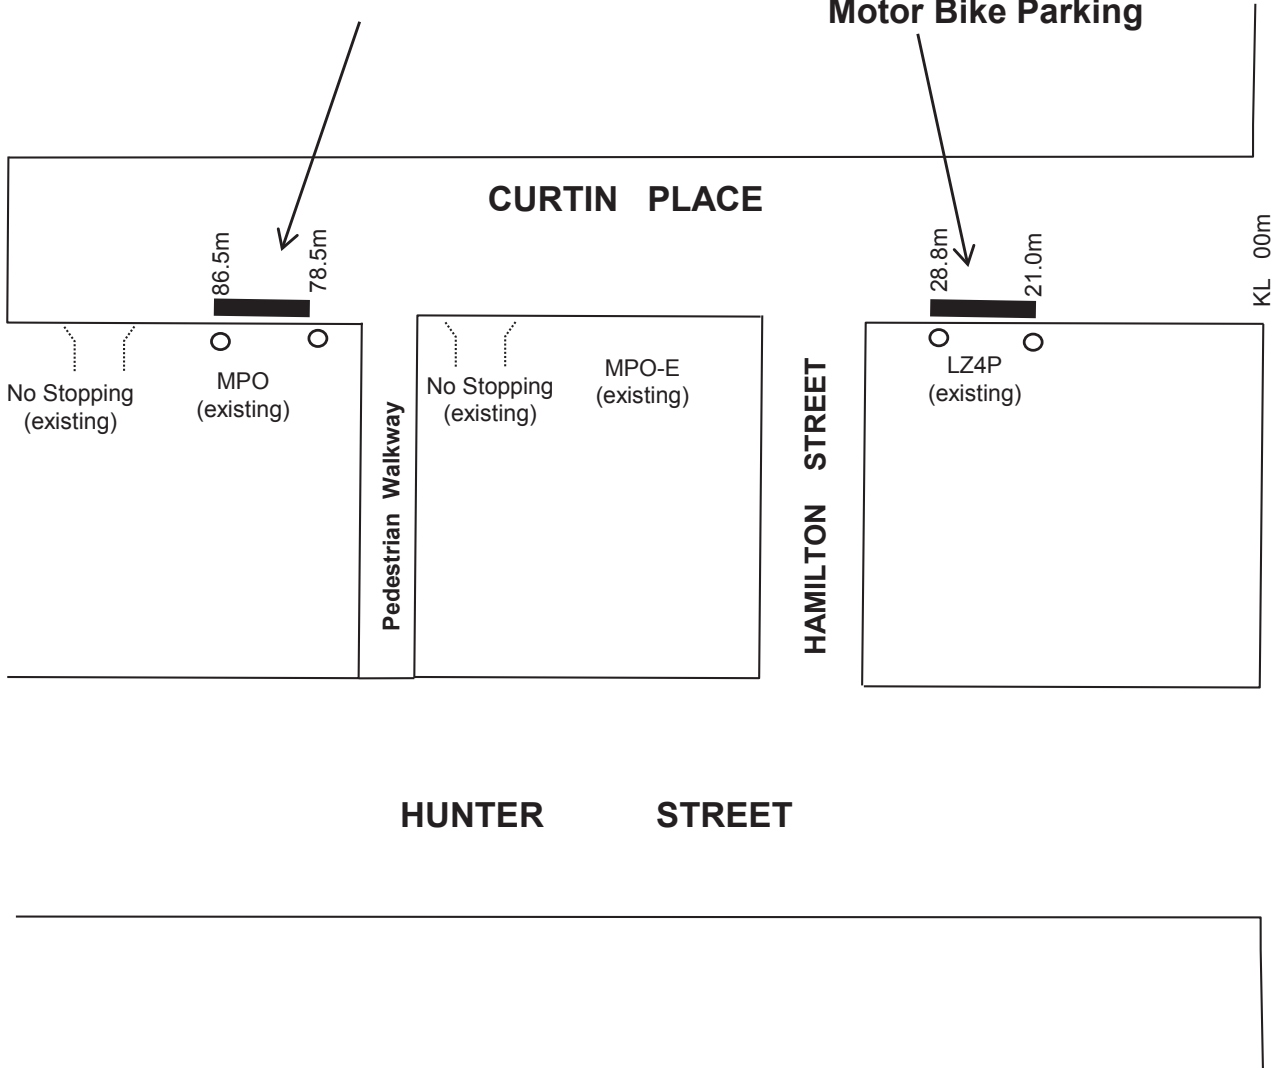 Motor Bike Parking
CURTIN PLACE
86.5m
78.5m
28.8m
21.0m
KL 00m
No Stopping
(existing)
MPO
(existing)
No Stopping
(existing)
MPO-E
(existing)
LZ4P
(existing)
Pedestrian Walkway
HAMILTON STREET
HUNTER STREET